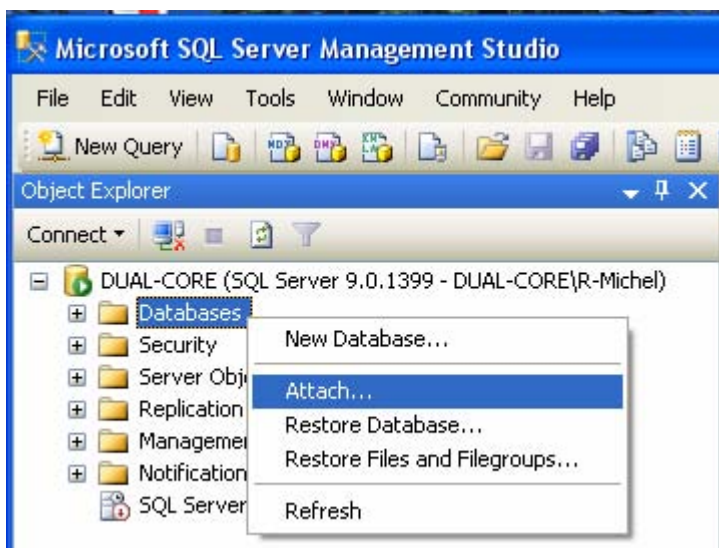 Microsoft SQL Server Management Studio
File Edit View Tools Window Community Help
New Query
Object Explorer
Connect
DUAL-CORE (SQL Server 9.0.1399 - DUAL-CORE\R-Michel)
Databases
New Database...
Security
Server Obj
Attach...
Replication
Restore Database...
Managemen
Restore Files and Filegroups...
Notification
SQL Server
Refresh